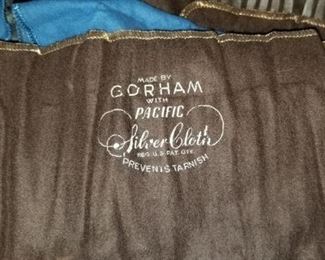 MADE BY
GORHAM
WITH
PACIFIC
Silver Cloth
REG. U.S. PAT. OFF.
PREVENTS TARNISH